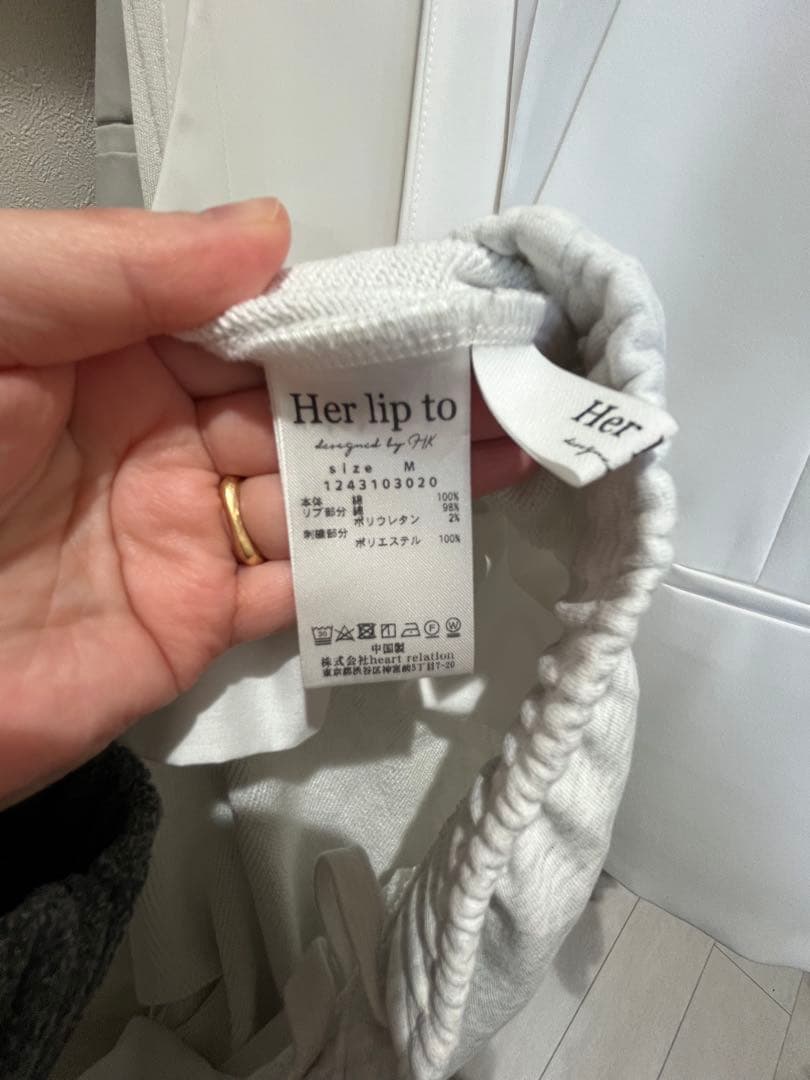 Her lip to
designed by HK
size M
1243103020
本体 綿 100%
リブ部分 綿 98%
ポリウレタン 2%
刺繍部分 ポリエステル 100%
30 F W
中国製
株式会社heart relation
東京都渋谷区神宮前5丁目7-20
Her